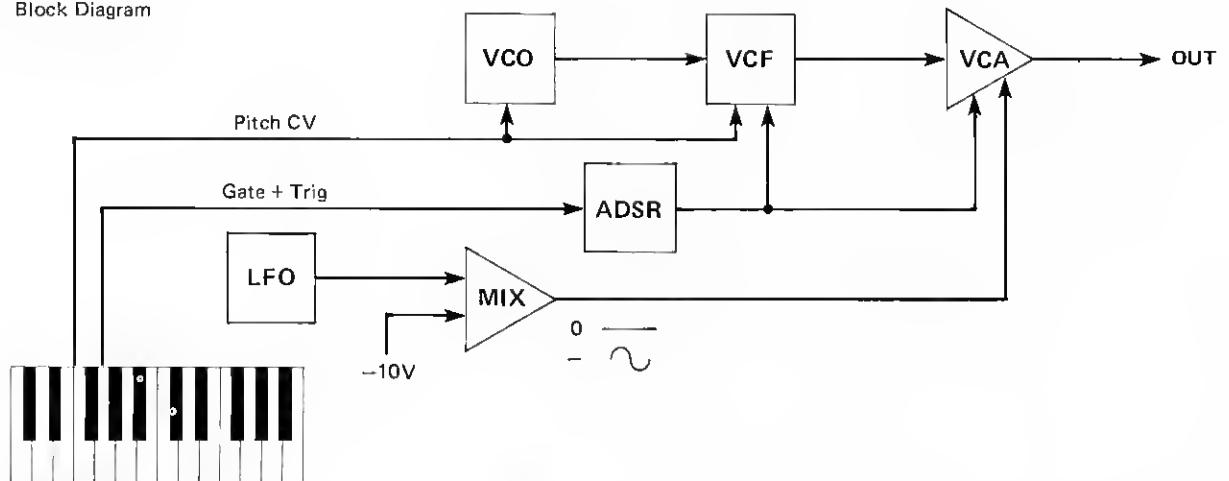 Block Diagram
VCO
VCF
VCA
OUT
Pitch CV
Gate + Trig
ADSR
LFO
MIX
0
−
−10V